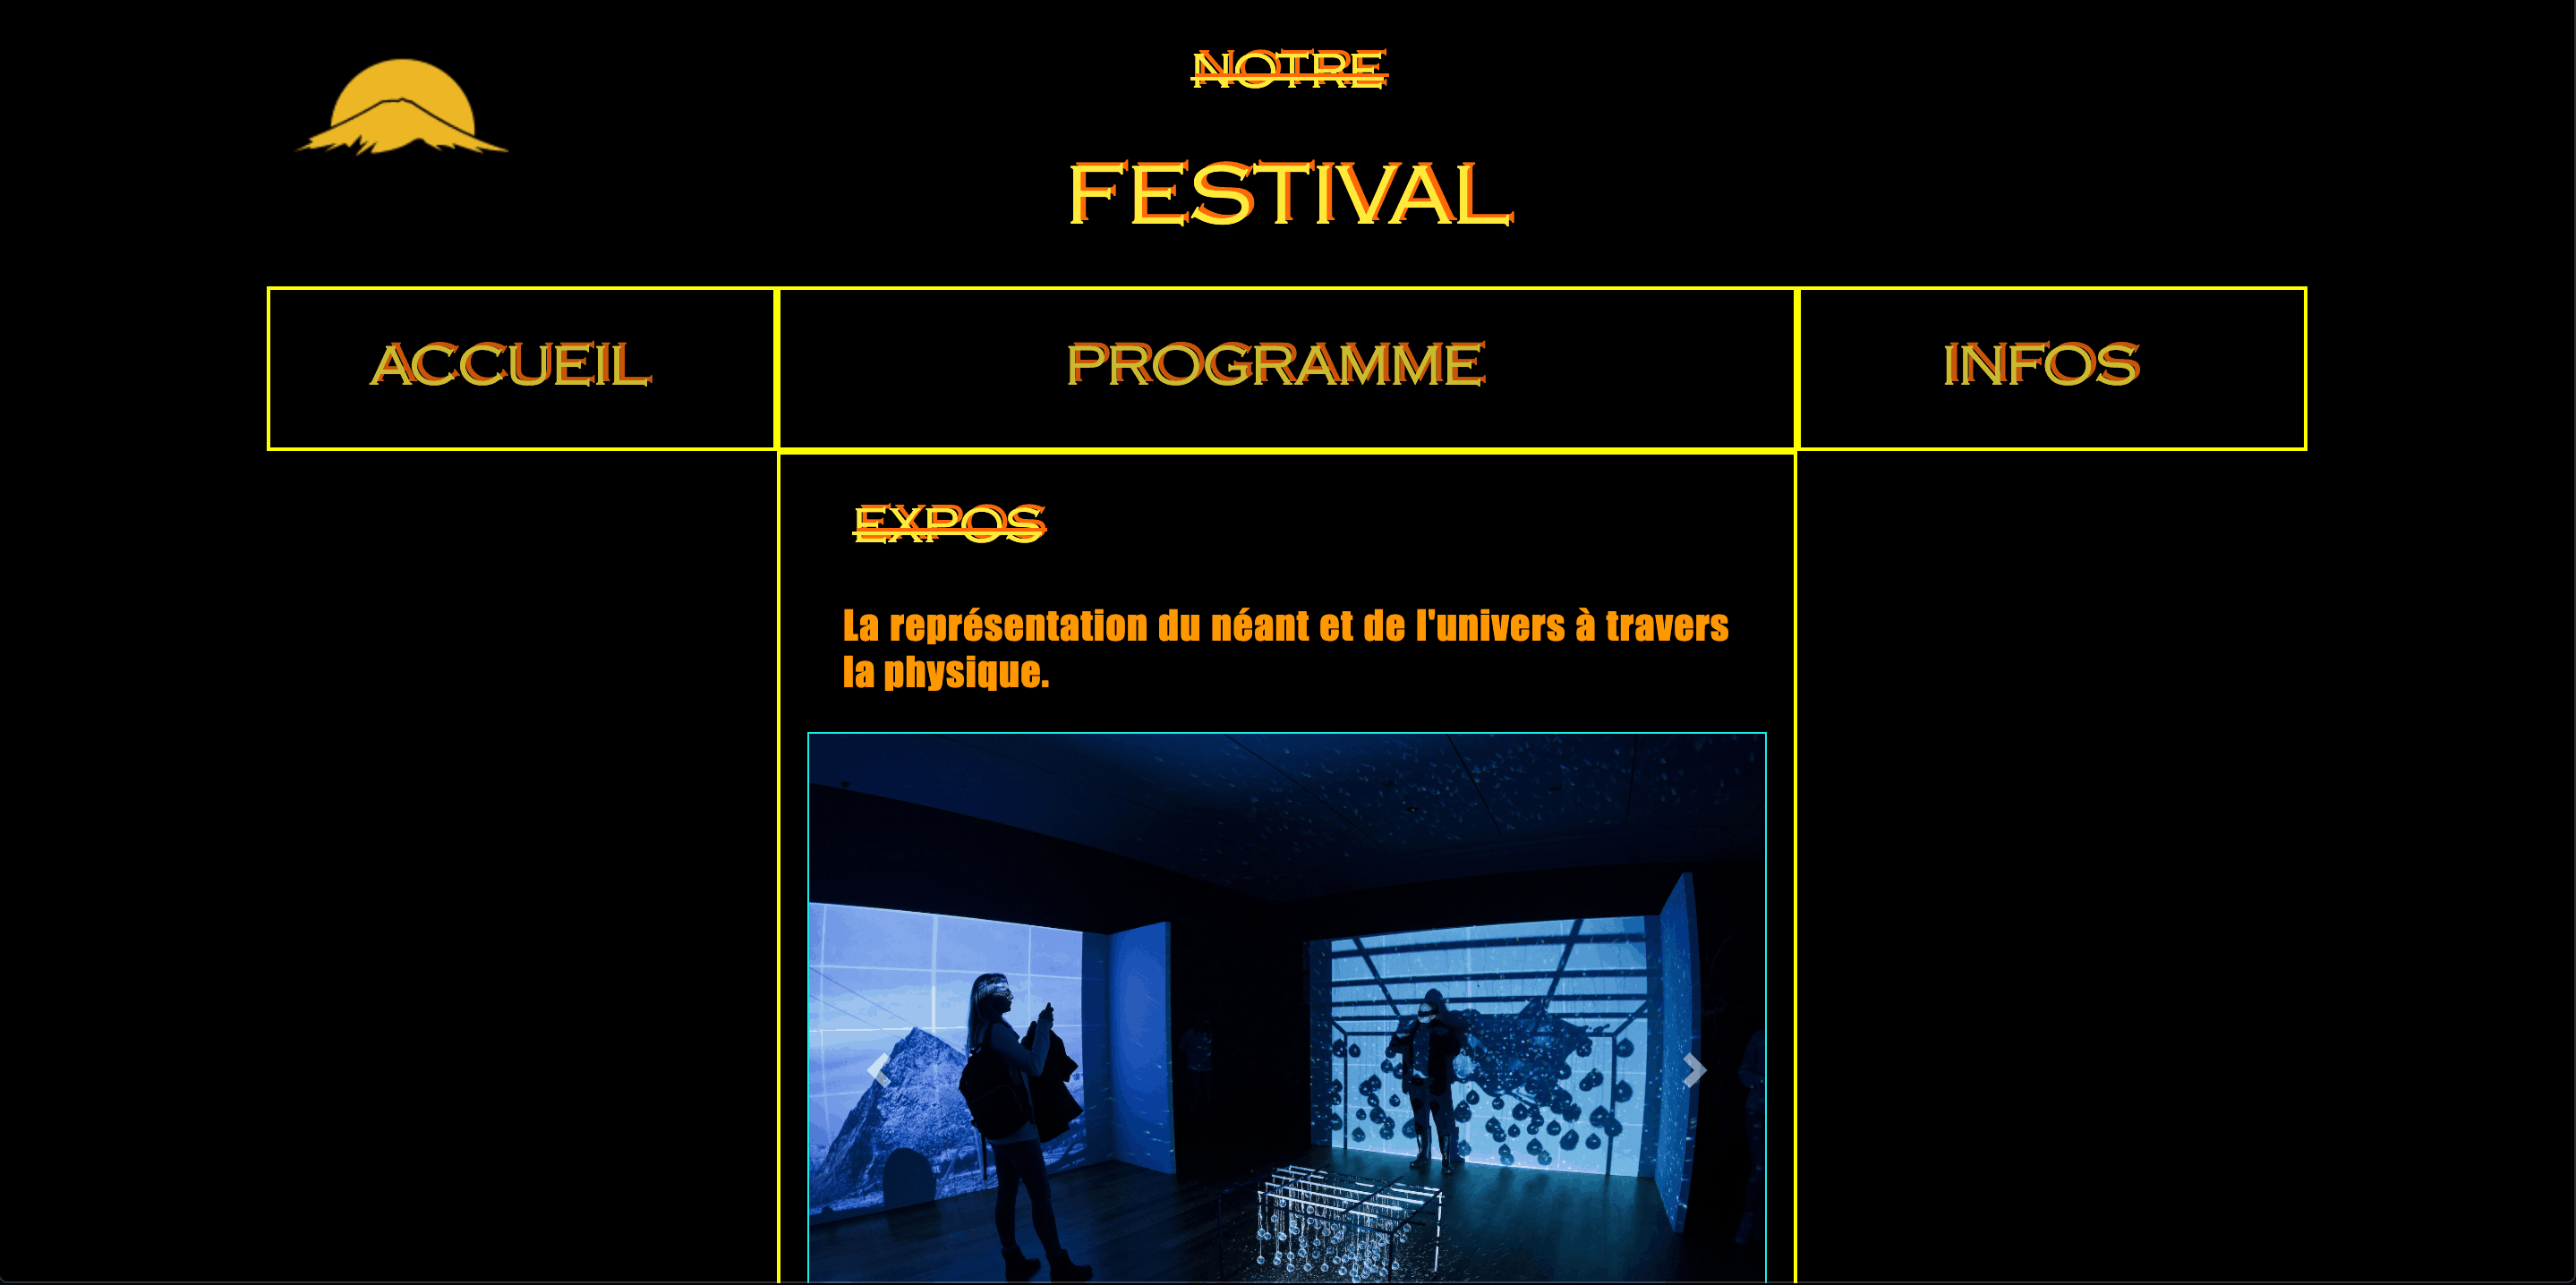 NOTRE
FESTIVAL
ACCUEIL
PROGRAMME
INFOS
EXPOS
La représentation du néant et de l'univers à travers
la physique.